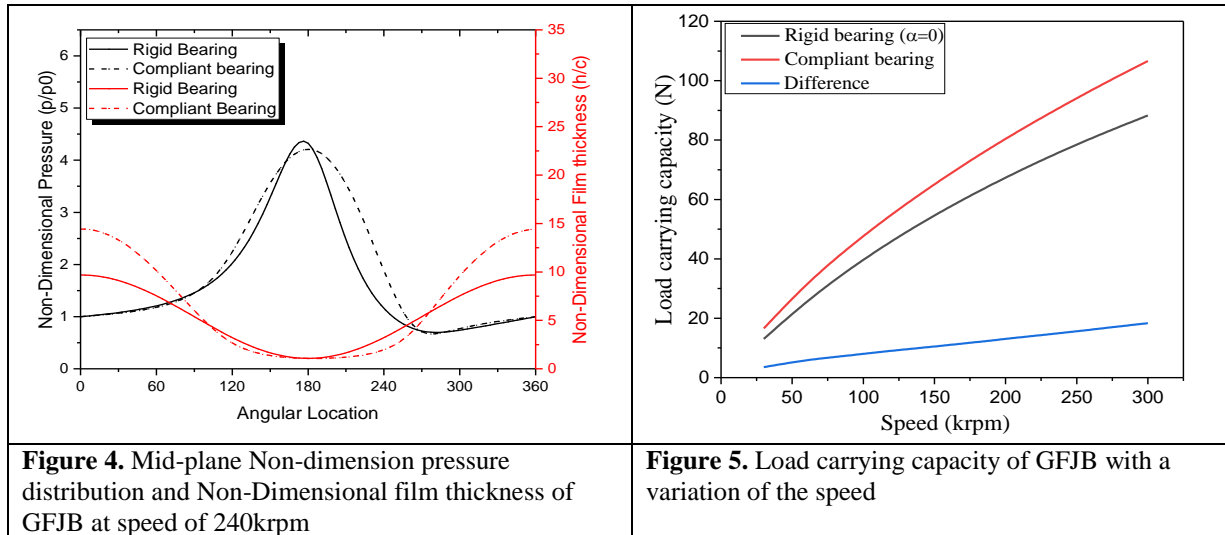 Rigid Bearing
Compliant bearing
Rigid Bearing
Compliant Bearing
Non-Dimensional Pressure (p/p0)
6
5
4
3
2
1
0
35
30
25
20
15
10
5
0
Non-Dimensional Film thickness (h/c)
0 60 120 180 240 300 360
Angular Location
Rigid bearing (α=0)
Compliant bearing
Difference
Load carrying capacity (N)
120
100
80
60
40
20
0
50 100 150 200 250 300
Speed (krpm)
Figure 4. Mid-plane Non-dimension pressure
distribution and Non-Dimensional film thickness of
GFJB at speed of 240krpm
Figure 5. Load carrying capacity of GFJB with a
variation of the speed